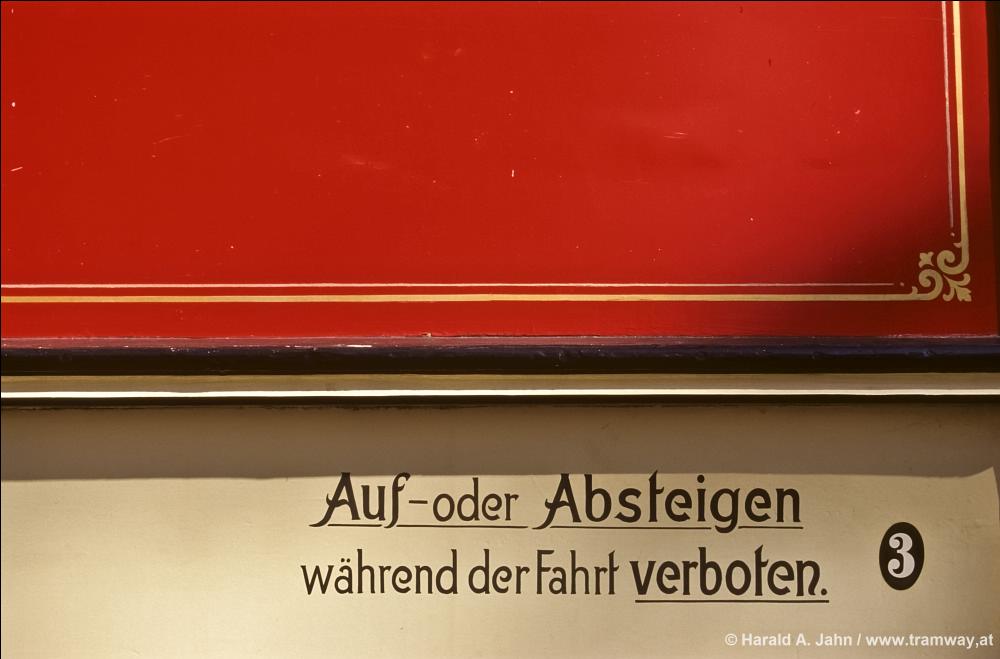 Auf-oder Absteigen
während der Fahrt verboten.
3
© Harald A. Jahn / www.tramway,at